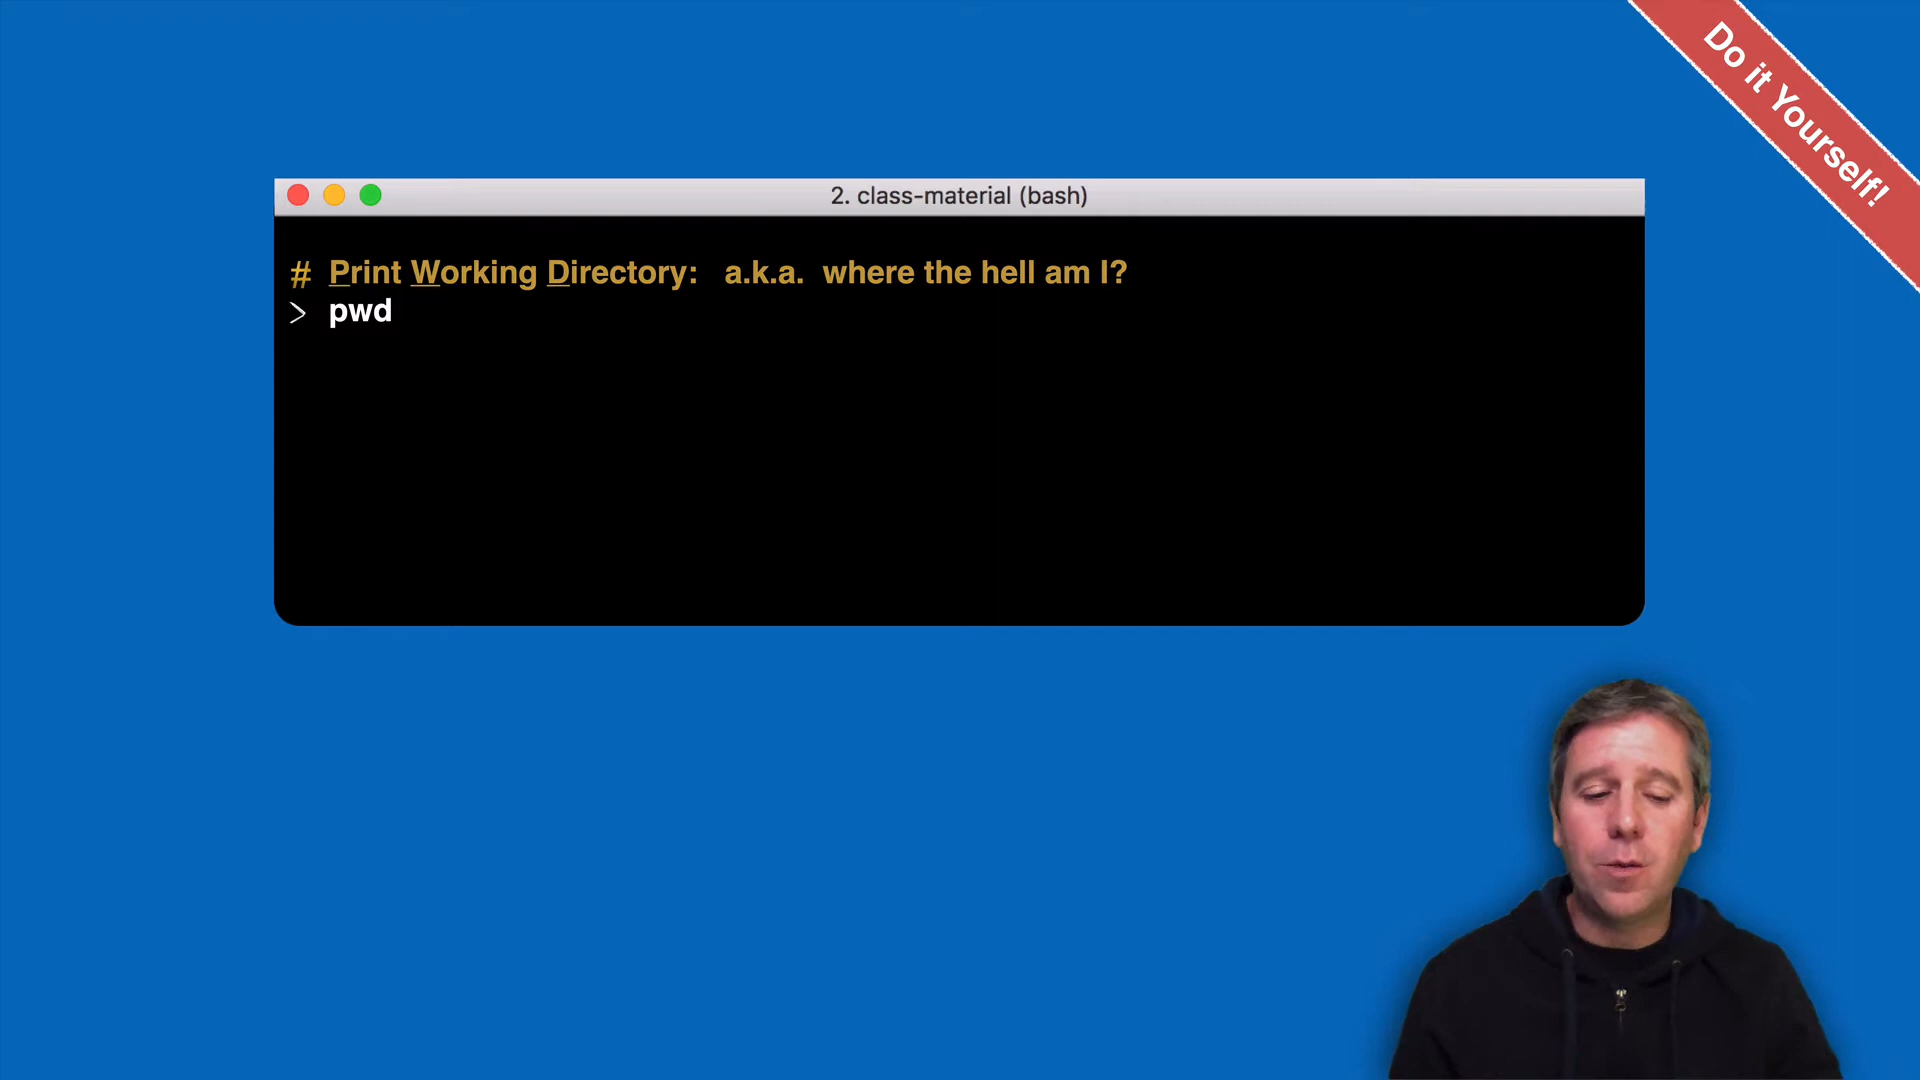 Do it Yourself!
2. class-material (bash)
# Print Working Directory: a.k.a. where the hell am I?
> pwd